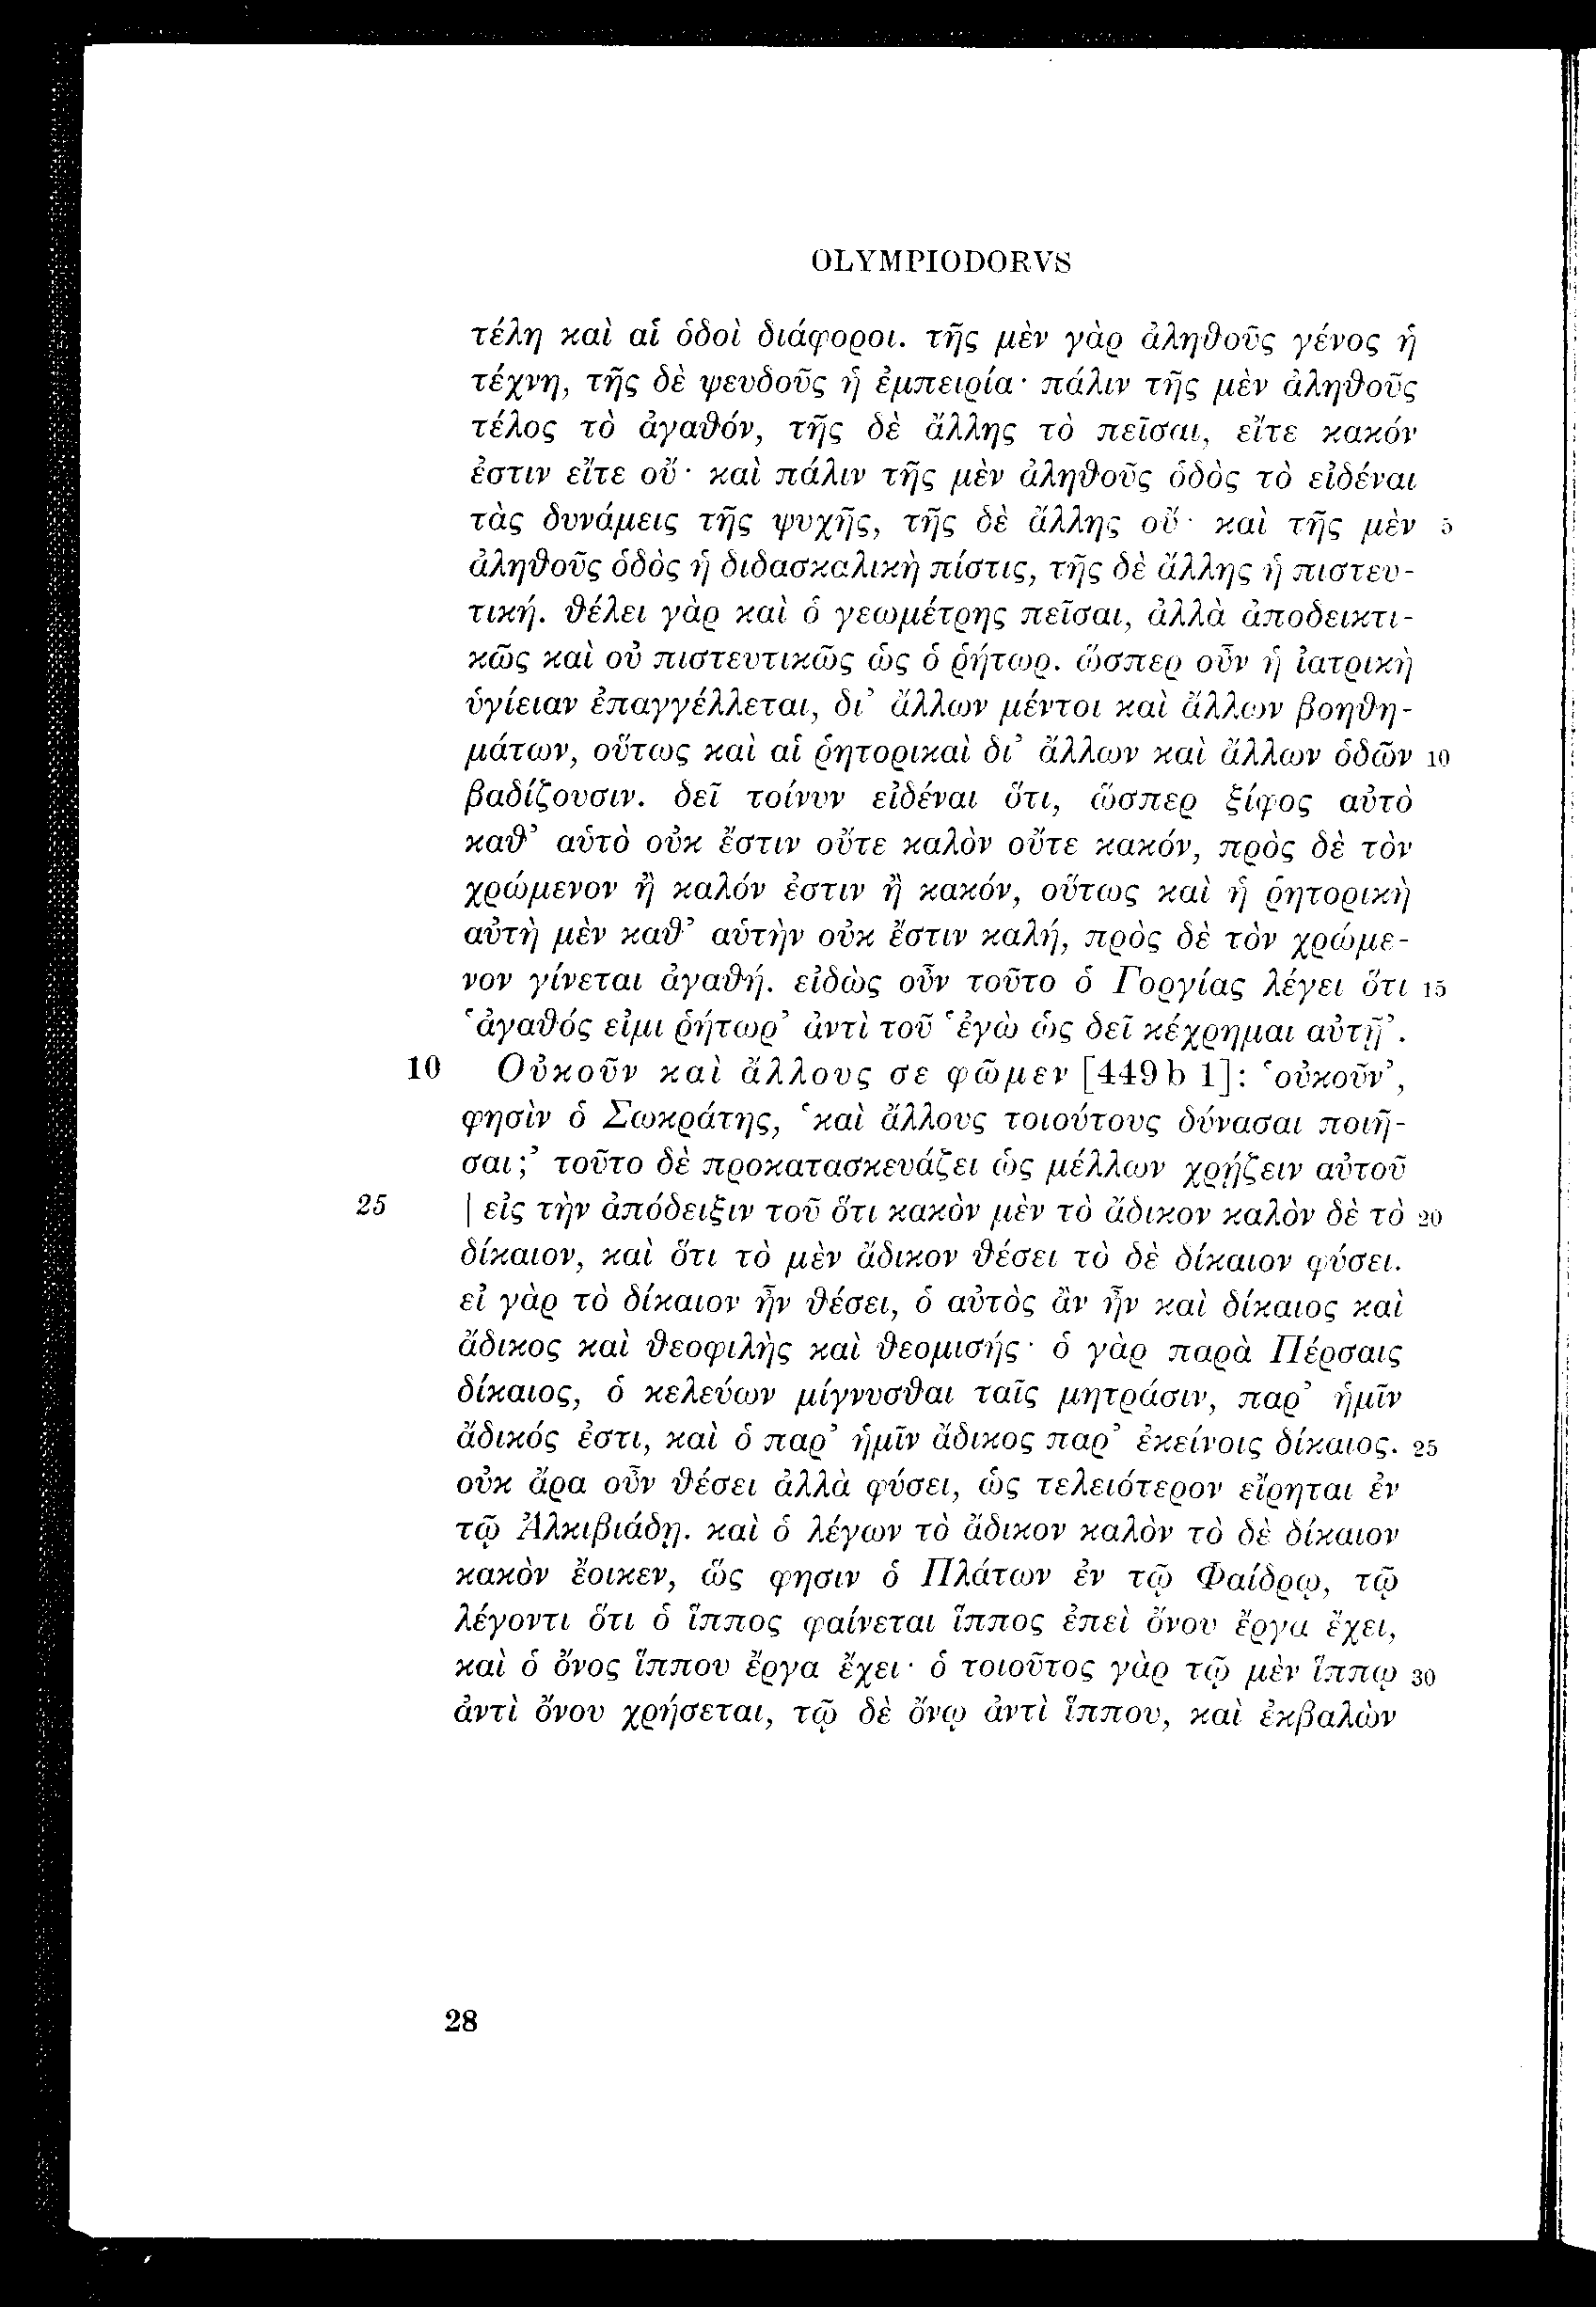 OLYMPIODORVS
τέλη καὶ αἱ ὁδοὶ διάφοροι. τῆς μὲν γὰρ ἀληθοῦς γένος ἡ
τέχνη, τῆς δὲ ψευδοῦς ἡ ἐμπειρία· πάλιν τῆς μὲν ἀληθοῦς
τέλος τὸ ἀγαθόν, τῆς δὲ ἄλλης τὸ πεῖσαι, εἴτε κακόν
ἐστιν εἴτε οὔ· καὶ πάλιν τῆς μὲν ἀληθοῦς ὁδὸς τὸ εἰδέναι
τὰς δυνάμεις τῆς ψυχῆς, τῆς δὲ ἄλλης οὔ· καὶ τῆς μὲν 5
ἀληθοῦς ὁδὸς ἡ διδασκαλικὴ πίστις, τῆς δὲ ἄλλης ἡ πιστευ-
τική. θέλει γὰρ καὶ ὁ γεωμέτρης πεῖσαι, ἀλλὰ ἀποδεικτι-
κῶς καὶ οὐ πιστευτικῶς ὡς ὁ ῥήτωρ. ὥσπερ οὖν ἡ ἰατρικὴ
ὑγίειαν ἐπαγγέλλεται, δι’ ἄλλων μέντοι καὶ ἄλλων βοηθη-
μάτων, οὕτως καὶ αἱ ῥητορικαὶ δι’ ἄλλων καὶ ἄλλων ὁδῶν 10
βαδίζουσιν. δεῖ τοίνυν εἰδέναι ὅτι, ὥσπερ ξίφος αὐτὸ
καθ’ αὑτὸ οὐκ ἔστιν οὔτε καλὸν οὔτε κακόν, πρὸς δὲ τὸν
χρώμενον ἢ καλόν ἐστιν ἢ κακόν, οὕτως καὶ ἡ ῥητορικὴ
αὐτὴ μὲν καθ’ αὑτὴν οὐκ ἔστιν καλή, πρὸς δὲ τὸν χρώμε-
νον γίνεται ἀγαθή. εἰδὼς οὖν τοῦτο ὁ Γοργίας λέγει ὅτι 15
‘ἀγαθός εἰμι ῥήτωρ’ ἀντὶ τοῦ ‘ἐγὼ ὡς δεῖ κέχρημαι αὐτῇ’.
10 Οὐκοῦν καὶ ἄλλους σε φῶμεν [449 b 1]: ‘οὐκοῦν’,
φησὶν ὁ Σωκράτης, ‘καὶ ἄλλους τοιούτους δύνασαι ποιῆ-
σαι;’ τοῦτο δὲ προκατασκευάζει ὡς μέλλων χρῄζειν αὐτοῦ
25 | εἰς τὴν ἀπόδειξιν τοῦ ὅτι κακὸν μὲν τὸ ἄδικον καλὸν δὲ τὸ 20
δίκαιον, καὶ ὅτι τὸ μὲν ἄδικον θέσει τὸ δὲ δίκαιον φύσει.
εἰ γὰρ τὸ δίκαιον ἦν θέσει, ὁ αὐτὸς ἂν ἦν καὶ δίκαιος καὶ
ἄδικος καὶ θεοφιλὴς καὶ θεομισής· ὁ γὰρ παρὰ Πέρσαις
δίκαιος, ὁ κελεύων μίγνυσθαι ταῖς μητράσιν, παρ’ ἡμῖν
ἄδικός ἐστι, καὶ ὁ παρ’ ἡμῖν ἄδικος παρ’ ἐκείνοις δίκαιος. 25
οὐκ ἄρα οὖν θέσει ἀλλὰ φύσει, ὡς τελειότερον εἴρηται ἐν
τῷ Ἀλκιβιάδῃ. καὶ ὁ λέγων τὸ ἄδικον καλὸν τὸ δὲ δίκαιον
κακὸν ἔοικεν, ὥς φησιν ὁ Πλάτων ἐν τῷ Φαίδρῳ, τῷ
λέγοντι ὅτι ὁ ἵππος φαίνεται ἵππος ἐπεὶ ὄνου ἔργα ἔχει,
καὶ ὁ ὄνος ἵππου ἔργα ἔχει· ὁ τοιοῦτος γὰρ τῷ μὲν ἵππῳ 30
ἀντὶ ὄνου χρήσεται, τῷ δὲ ὄνῳ ἀντὶ ἵππου, καὶ ἐκβαλὼν
28